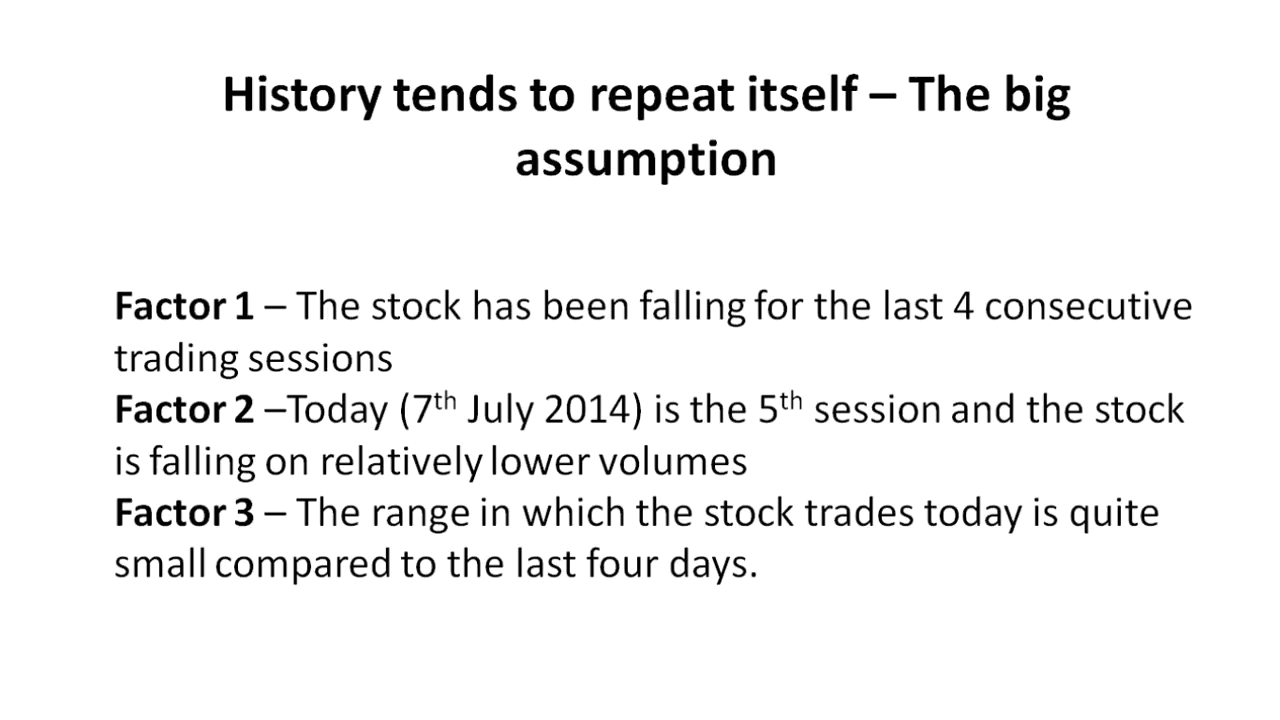 History tends to repeat itself – The big
assumption
Factor 1 – The stock has been falling for the last 4 consecutive
trading sessions
Factor 2 –Today (7th July 2014) is the 5th session and the stock
is falling on relatively lower volumes
Factor 3 – The range in which the stock trades today is quite
small compared to the last four days.